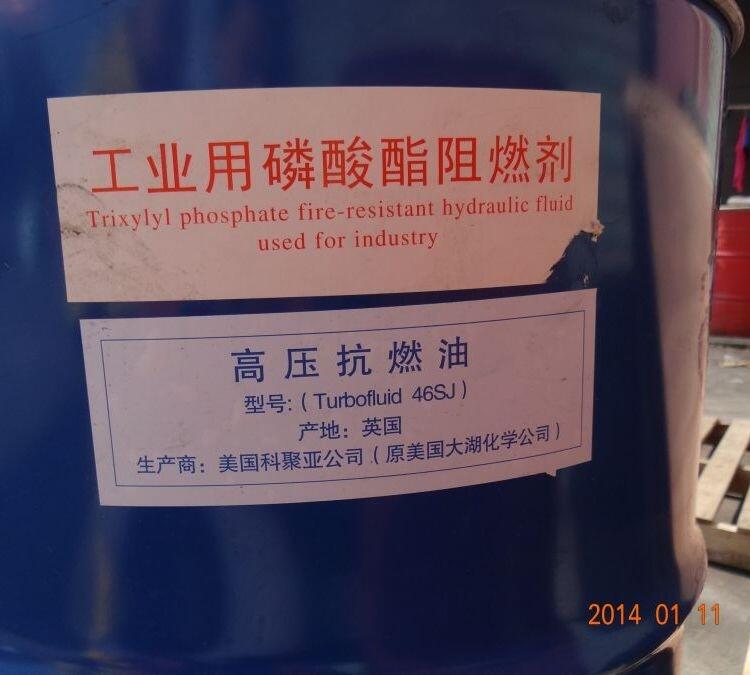 工业用磷酸酯阻燃剂
Trixylyl phosphate fire-resistant hydraulic fluid
used for industry
高压抗燃油
型号:(Turbofluid 46SJ)
产地：英国
生产商：美国科聚亚公司(原美国大湖化学公司)
2014 01 11